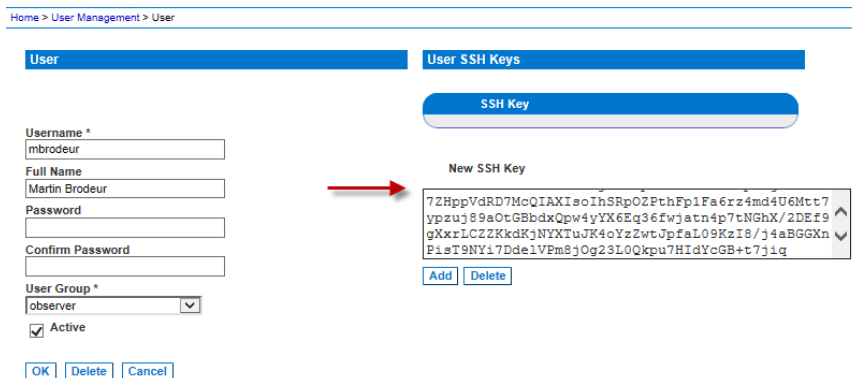 Home > User Management > User
User
User SSH Keys
SSH Key
Username *
mbrodeur
Full Name
Martin Brodeur
Password
Confirm Password
User Group *
observer
Active
OK Delete Cancel
New SSH Key
7ZHppVdRD7McQIAXIsoIhSRpOZPthFp1Fa6rz4md4U6Mtt7
ypzuj89aOtGBbdxQpw4yYX6Eq36fwjatn4p7tNGhX/2DEf9
gXxrLCZZKkdKjNYXTuJK4oYzZwtJpfaL09KzI8/j4aBGGXn
PisT9NYi7DdelVPm8jOg23L0Qkpu7HIdYcGB+t7jiq
Add Delete